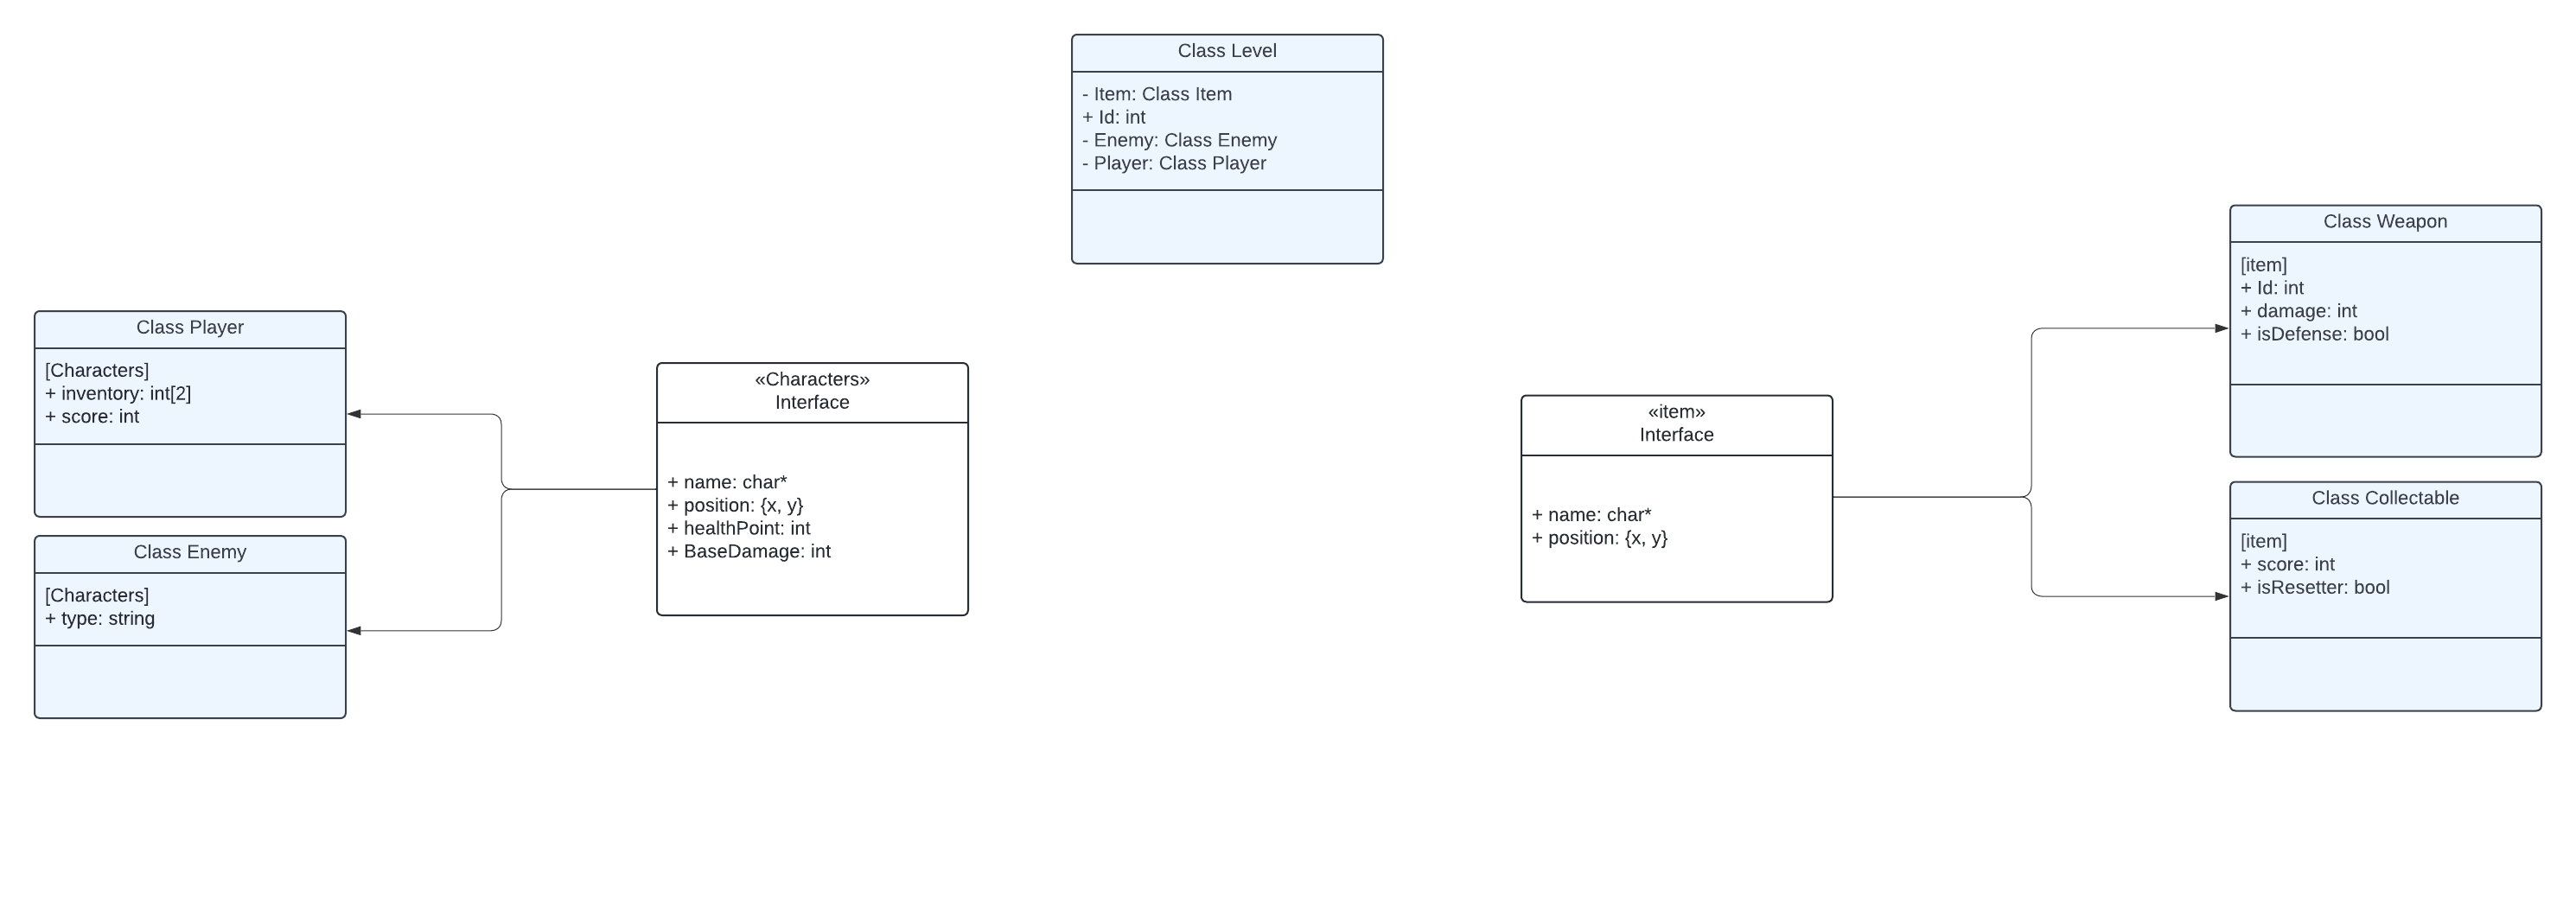 Class Level
- Item: Class Item
+ Id: int
- Enemy: Class Enemy
- Player: Class Player
Class Player
[Characters]
+ inventory: int[2]
+ score: int
Class Enemy
[Characters]
+ type: string
«Characters»
Interface
+ name: char*
+ position: {x, y}
+ healthPoint: int
+ BaseDamage: int
«item»
Interface
+ name: char*
+ position: {x, y}
Class Weapon
[item]
+ Id: int
+ damage: int
+ isDefense: bool
Class Collectable
[item]
+ score: int
+ isResetter: bool